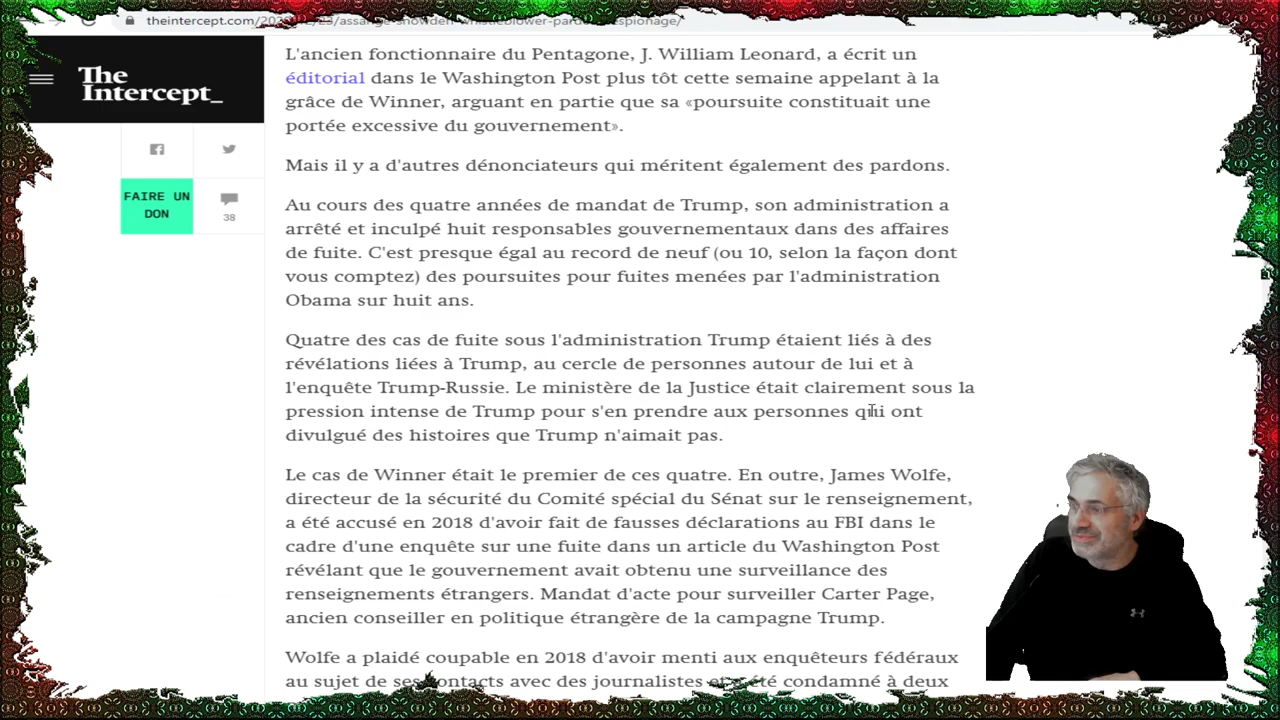 theintercept.com/202
/23/assange-snowden-whistleblower-pardo
espionage/
The
Intercept_
FAIRE UN
DON
38
L'ancien fonctionnaire du Pentagone, J. William Leonard, a écrit un
éditorial dans le Washington Post plus tôt cette semaine appelant à la
grâce de Winner, arguant en partie que sa «poursuite constituait une
portée excessive du gouvernement».
Mais il y a d'autres dénonciateurs qui méritent également des pardons.
Au cours des quatre années de mandat de Trump, son administration a
arrêté et inculpé huit responsables gouvernementaux dans des affaires
de fuite. C'est presque égal au record de neuf (ou 10, selon la façon dont
vous comptez) des poursuites pour fuites menées par l'administration
Obama sur huit ans.
Quatre des cas de fuite sous l'administration Trump étaient liés à des
révélations liées à Trump, au cercle de personnes autour de lui et à
l'enquête Trump-Russie. Le ministère de la Justice était clairement sous la
pression intense de Trump pour s'en prendre aux personnes qui ont
divulgué des histoires que Trump n'aimait pas.
Le cas de Winner était le premier de ces quatre. En outre, James Wolfe,
directeur de la sécurité du Comité spécial du Sénat sur le renseignement,
a été accusé en 2018 d'avoir fait de fausses déclarations au FBI dans le
cadre d'une enquête sur une fuite dans un article du Washington Post
révélant que le gouvernement avait obtenu une surveillance des
renseignements étrangers. Mandat d'acte pour surveiller Carter Page,
ancien conseiller en politique étrangère de la campagne Trump.
Wolfe a plaidé coupable en 2018 d'avoir menti aux enquêteurs fédéraux
au sujet de ses contacts avec des journalistes et a été condamné à deux